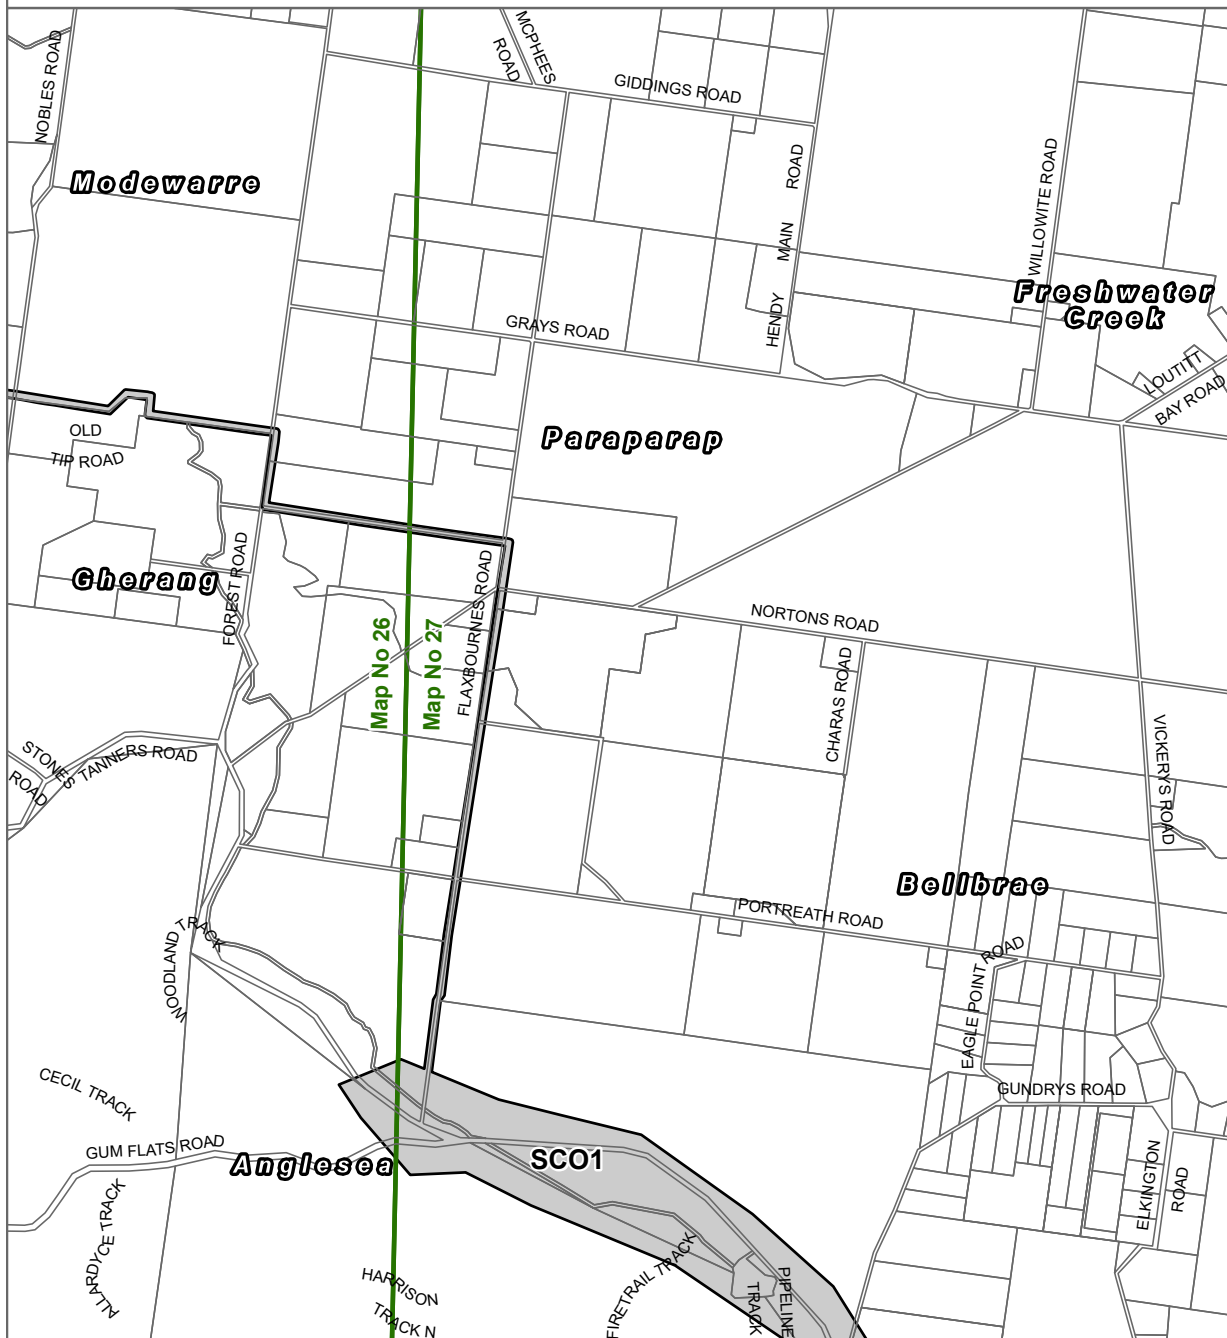 NOBLES ROAD
MCPHEES
ROAD
GIDDINGS ROAD
Modewarre
HENDY MAIN ROAD
WILLOWITE ROAD
Freshwater
Creek
GRAYS ROAD
LOUTITT
BAY ROAD
OLD
TIP ROAD
Paraparap
Gherang
FOREST ROAD
Map No 26
Map No 27
FLAXBOURNES ROAD
NORTONS ROAD
CHARAS ROAD
STONES
ROAD
TANNERS ROAD
VICKERYS ROAD
Bellbrae
PORTREATH ROAD
WOODLAND
TRACK
EAGLE POINT ROAD
CECIL TRACK
GUNDRYS ROAD
GUM FLATS ROAD
Anglesea
SCO1
ELKINGTON
ROAD
ALLARDYCE TRACK
HARRISON
TRACK N
FIRETRAIL TRACK
PIPELINE
TRACK